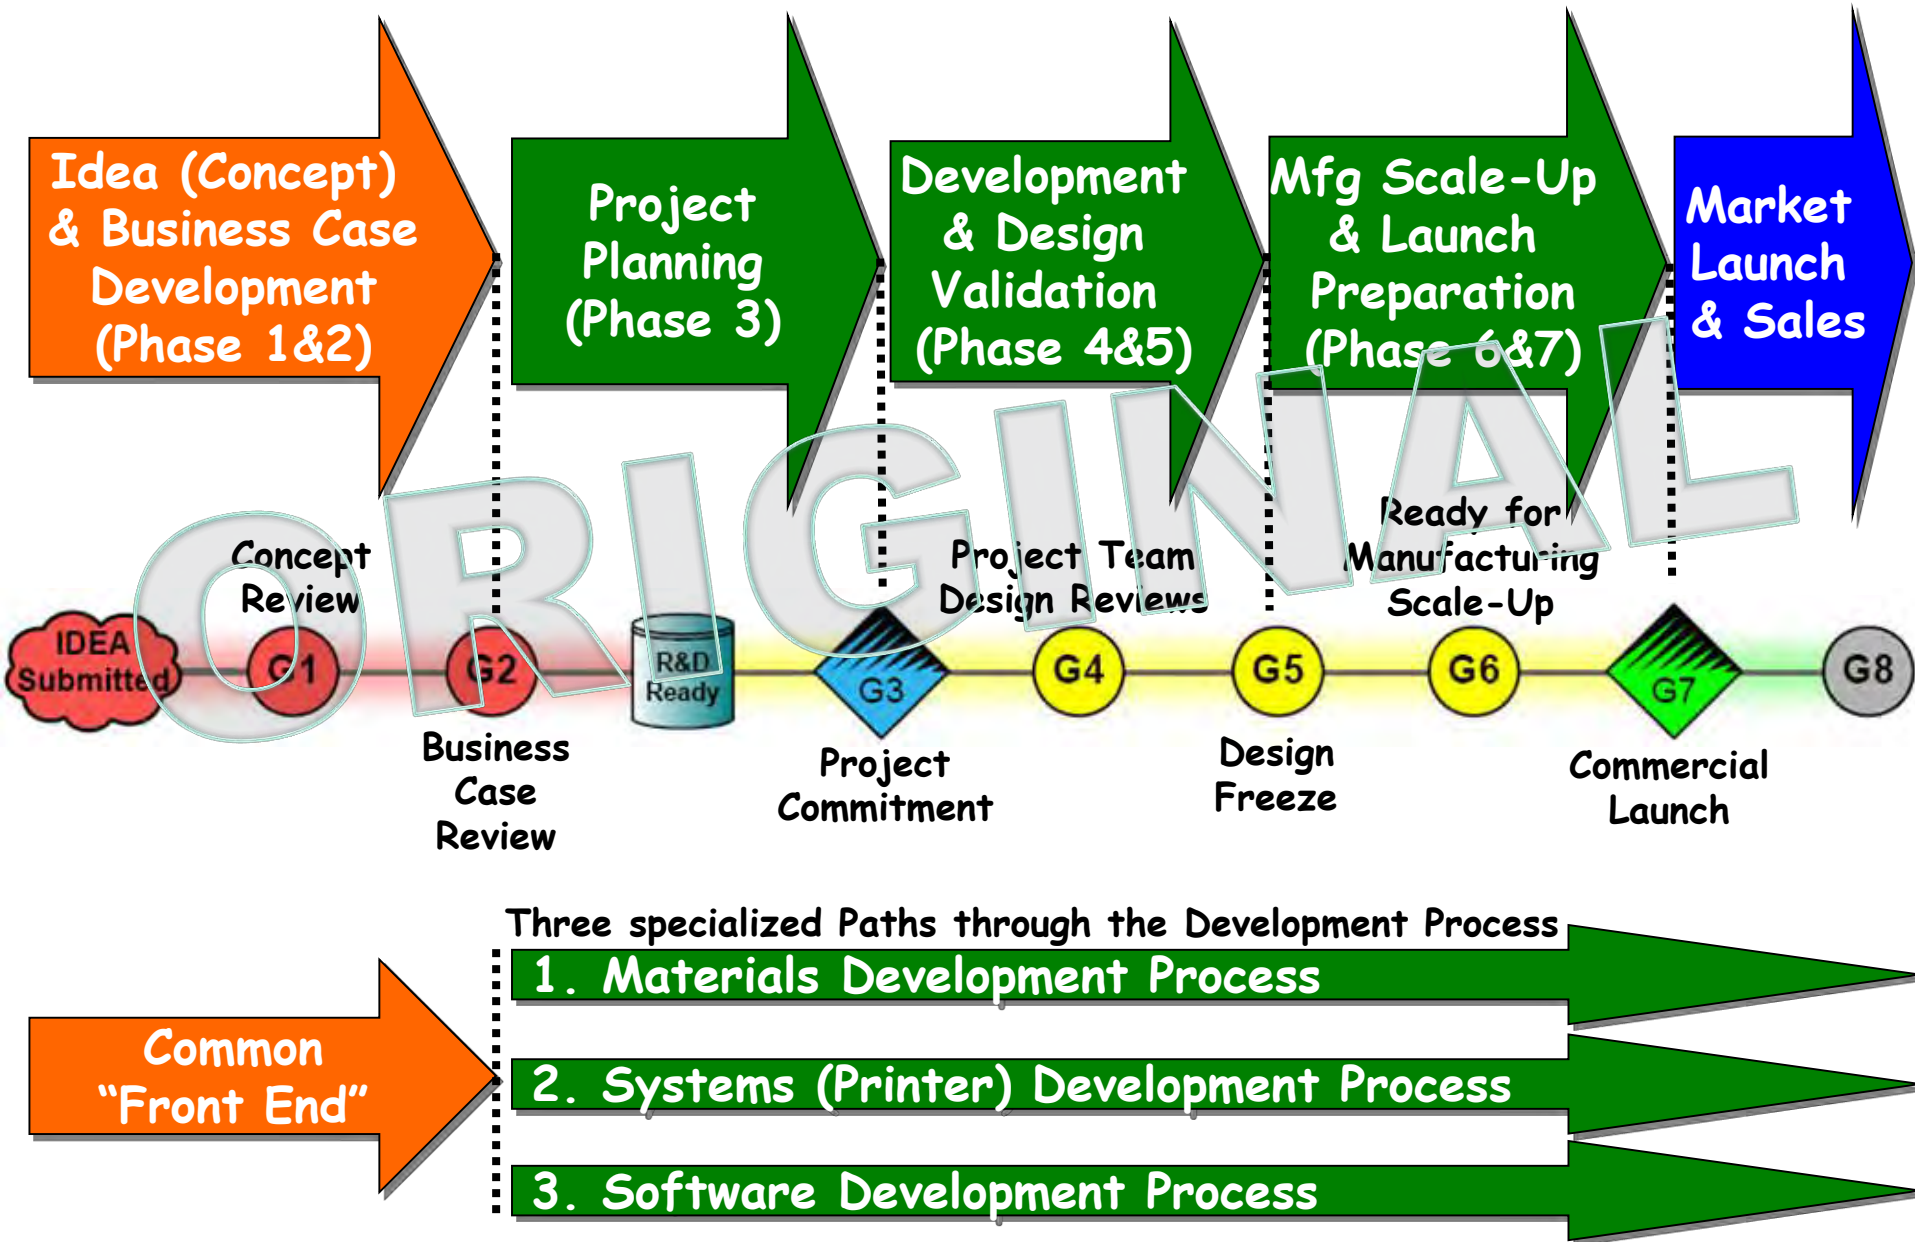 Idea (Concept)
& Business Case
Development
(Phase 1&2)
Project
Planning
(Phase 3)
Development
& Design
Validation
(Phase 4&5)
Mfg Scale-Up
& Launch
Preparation
(Phase 6&7)
Market
Launch
& Sales
ORIGINAL
Concept
Review
Project Team
Design Reviews
Ready for
Manufacturing
Scale-Up
IDEA
Submitted
G1
G2
R&D
Ready
G3
G4
G5
G6
G7
G8
Business
Case
Review
Project
Commitment
Design
Freeze
Commercial
Launch
Three specialized Paths through the Development Process
Common
“Front End”
1. Materials Development Process
2. Systems (Printer) Development Process
3. Software Development Process